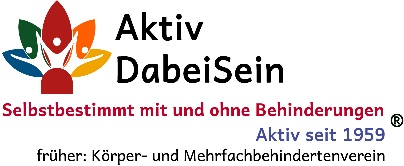 Aktiv
DabeiSein
Selbstbestimmt mit und ohne Behinderungen ®
Aktiv seit 1959
früher: Körper- und Mehrfachbehindertenverein